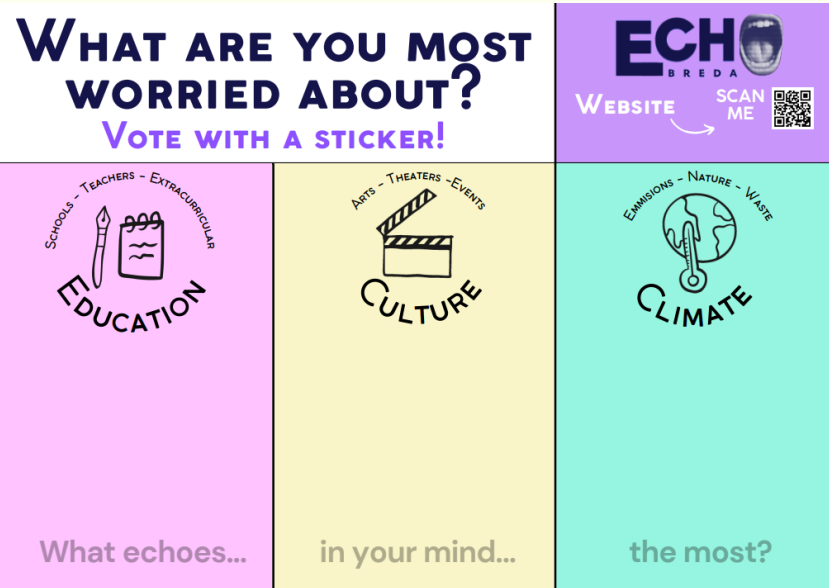 What are you most
worried about?
Vote with a sticker!
ECHO
BREDA
Website
SCAN
ME
Schools - Teachers - Extracurricular
Education
Arts - Theaters -Events
Culture
Emmisions - Nature - Waste
Climate
What echoes...
in your mind...
the most?